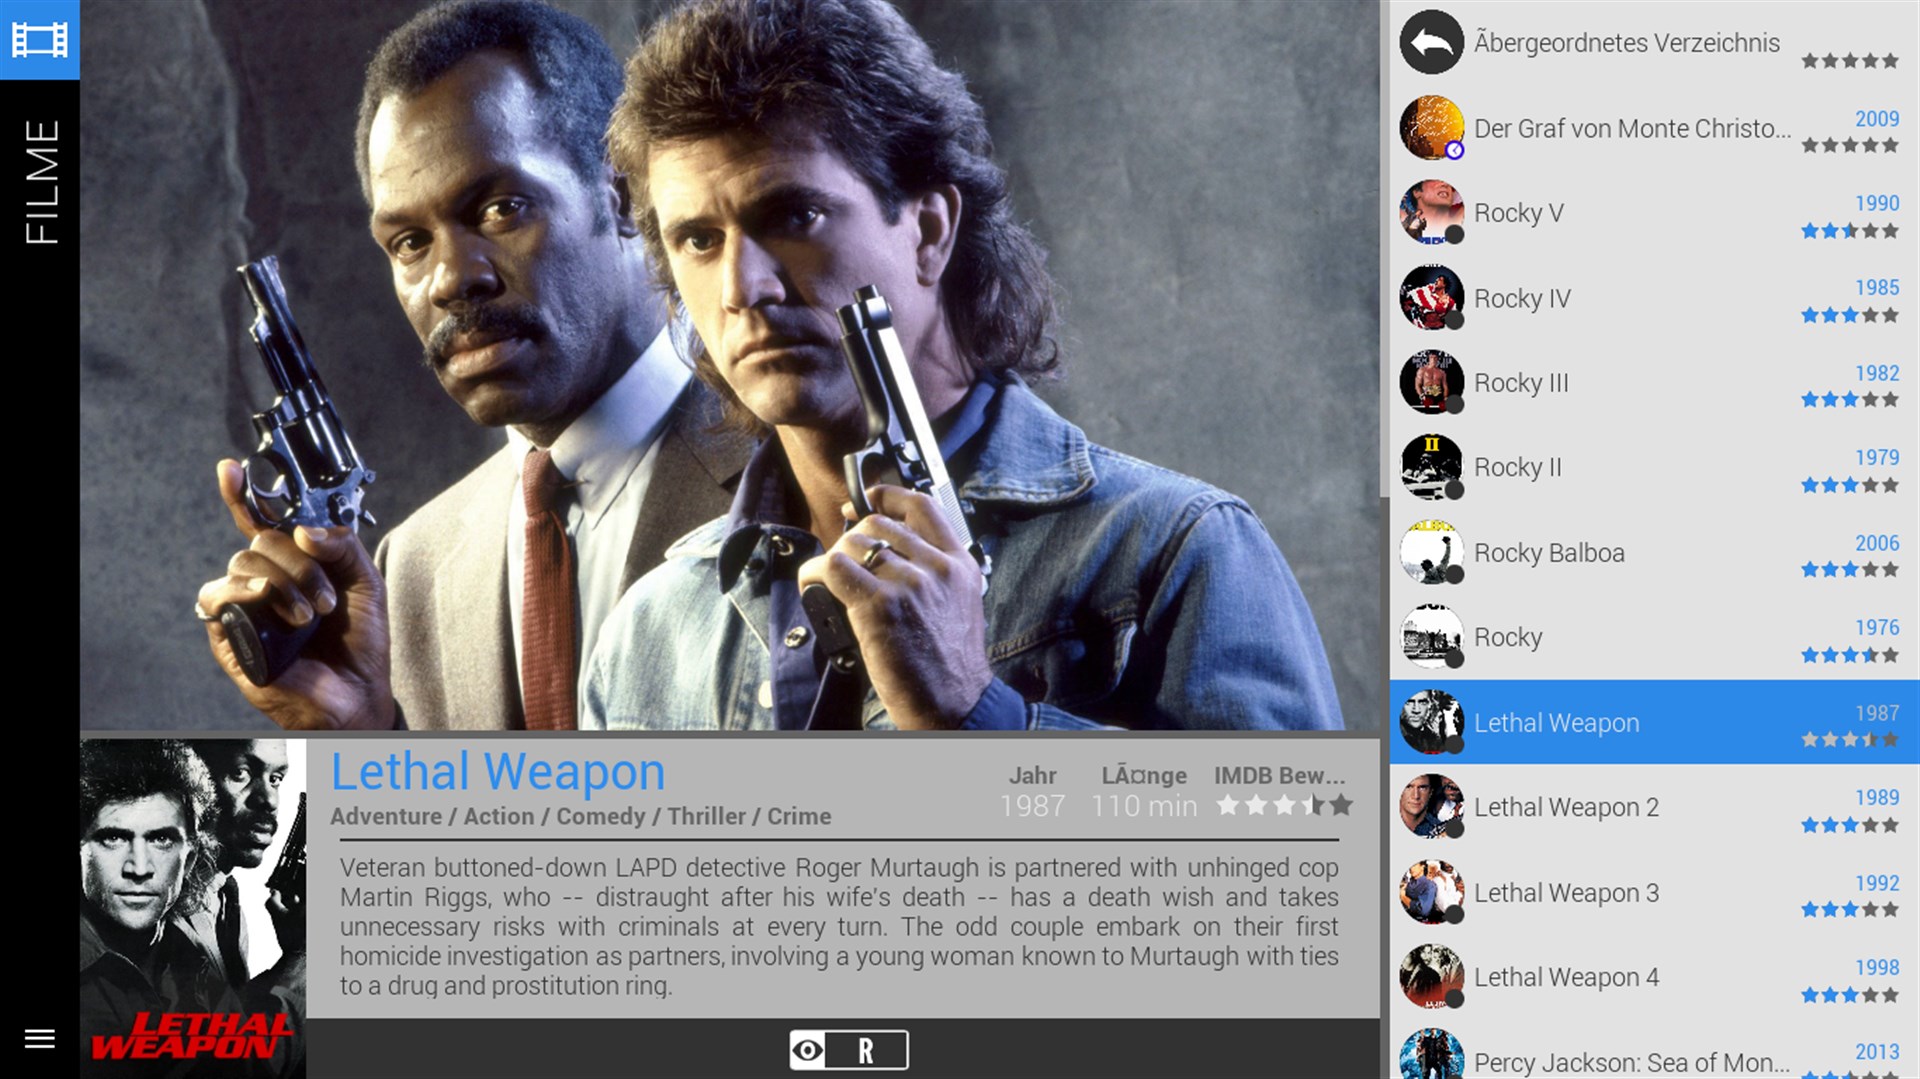 FILME
Lethal Weapon
Adventure / Action / Comedy / Thriller / Crime
Jahr
1987
LÃ¤nge
110 min
IMDB Bew...
Veteran buttoned-down LAPD detective Roger Murtaugh is partnered with unhinged cop
Martin Riggs, who -- distraught after his wife's death -- has a death wish and takes
unnecessary risks with criminals at every turn. The odd couple embark on their first
homicide investigation as partners, involving a young woman known to Murtaugh with ties
to a drug and prostitution ring.
LETHAL
WEAPON
R
Ãbergeordnetes Verzeichnis
Der Graf von Monte Christo...
2009
Rocky V
1990
Rocky IV
1985
Rocky III
1982
II
Rocky II
1979
Rocky Balboa
2006
Rocky
1976
Lethal Weapon
1987
Lethal Weapon 2
1989
Lethal Weapon 3
1992
Lethal Weapon 4
1998
Percy Jackson: Sea of Mon...
2013